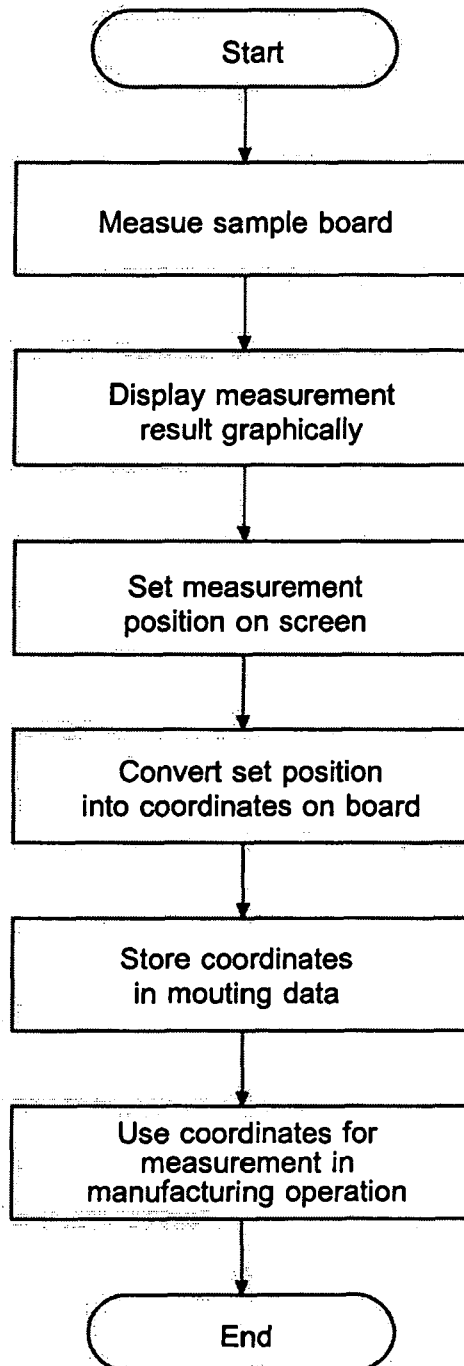 Start
Measue sample board
Display measurement
result graphically
Set measurement
position on screen
Convert set position
into coordinates on board
Store coordinates
in mouting data
Use coordinates for
measurement in
manufacturing operation
End